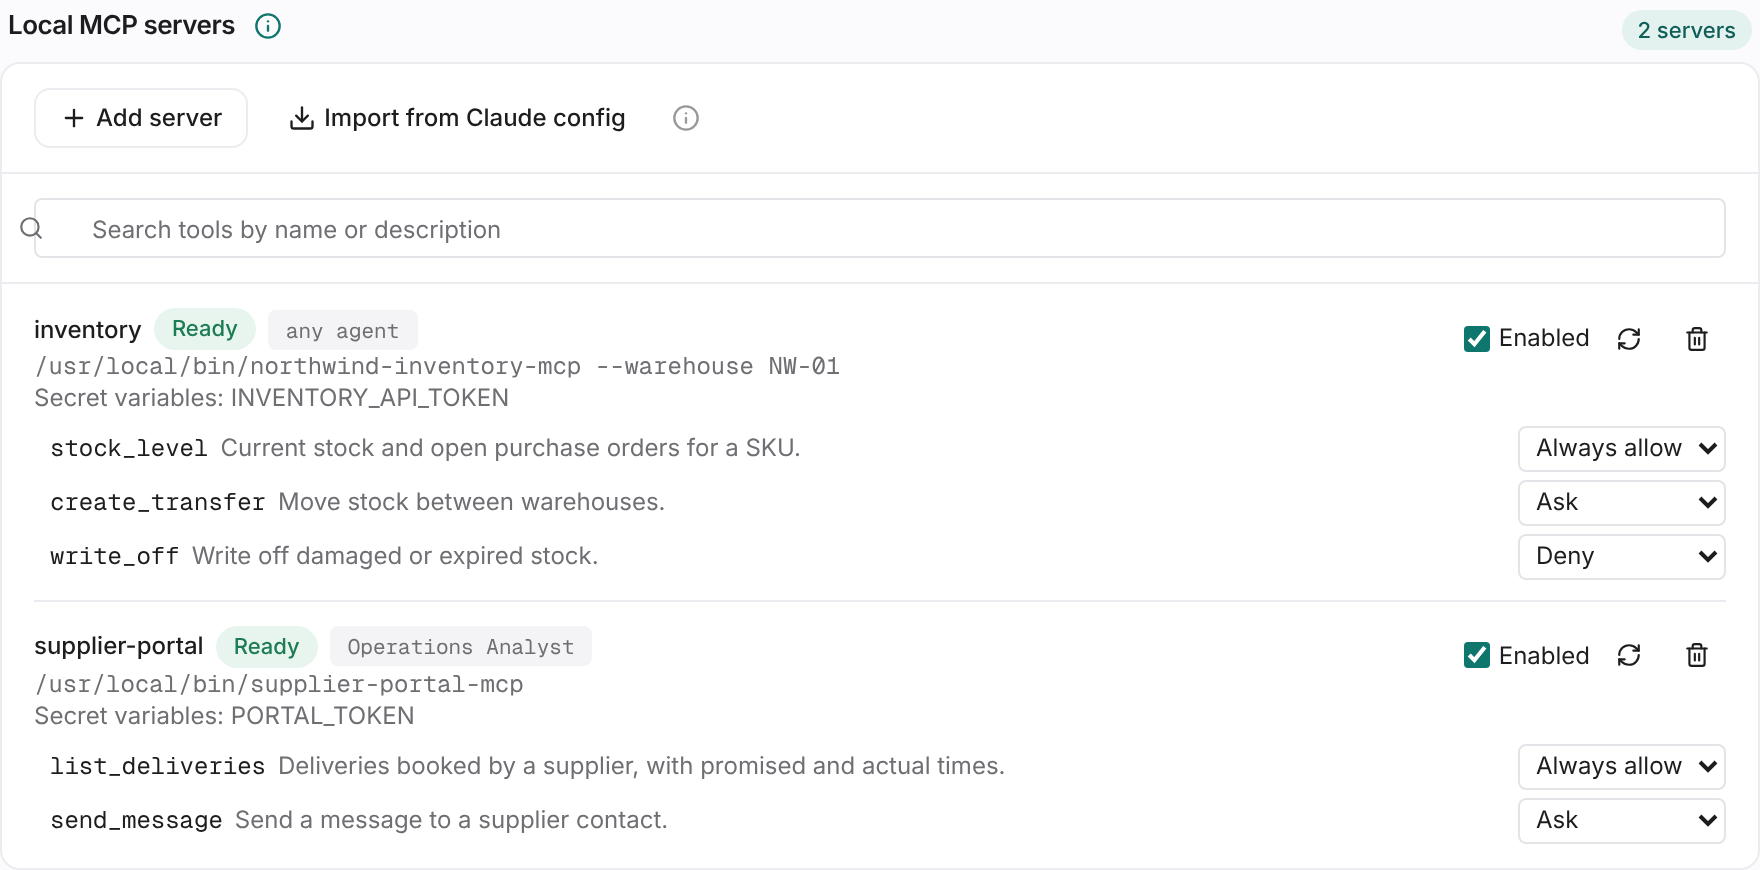 Local MCP servers
2 servers
Add server
Import from Claude config
Search tools by name or description
inventory Ready any agent
Enabled
/usr/local/bin/northwind-inventory-mcp --warehouse NW-01
Secret variables: INVENTORY_API_TOKEN
stock_level Current stock and open purchase orders for a SKU.
Always allow
create_transfer Move stock between warehouses.
Ask
write_off Write off damaged or expired stock.
Deny
supplier-portal Ready Operations Analyst
Enabled
/usr/local/bin/supplier-portal-mcp
Secret variables: PORTAL_TOKEN
list_deliveries Deliveries booked by a supplier, with promised and actual times.
Always allow
send_message Send a message to a supplier contact.
Ask